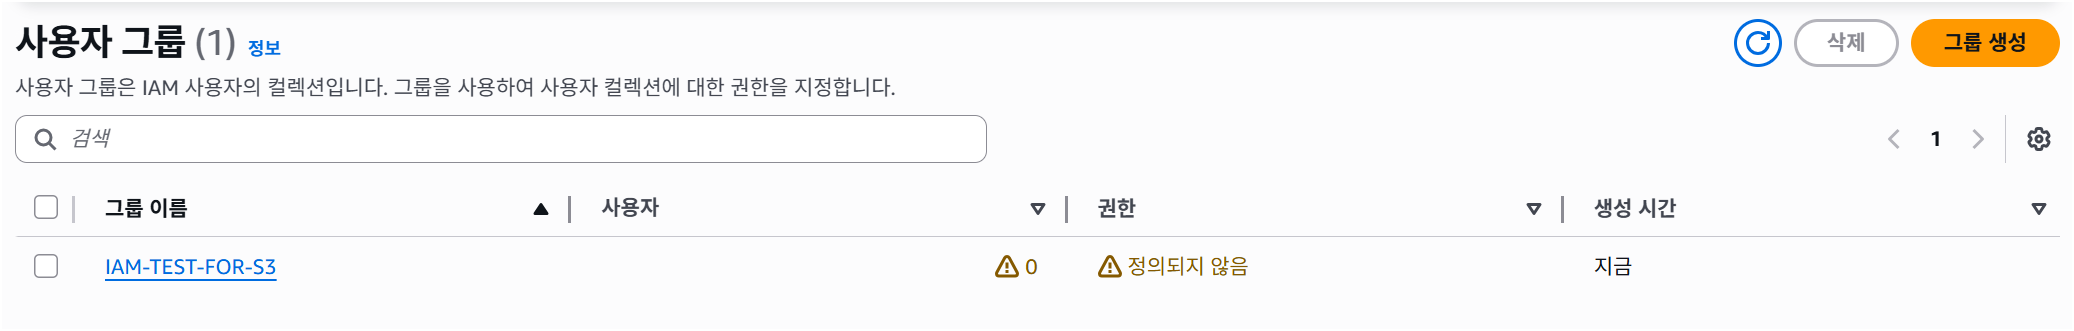 사용자 그룹 (1) 정보
삭제
그룹 생성
사용자 그룹은 IAM 사용자의 컬렉션입니다. 그룹을 사용하여 사용자 컬렉션에 대한 권한을 지정합니다.
검색
1
그룹 이름 사용자 권한 생성 시간
IAM-TEST-FOR-S3 0 정의되지 않음 지금